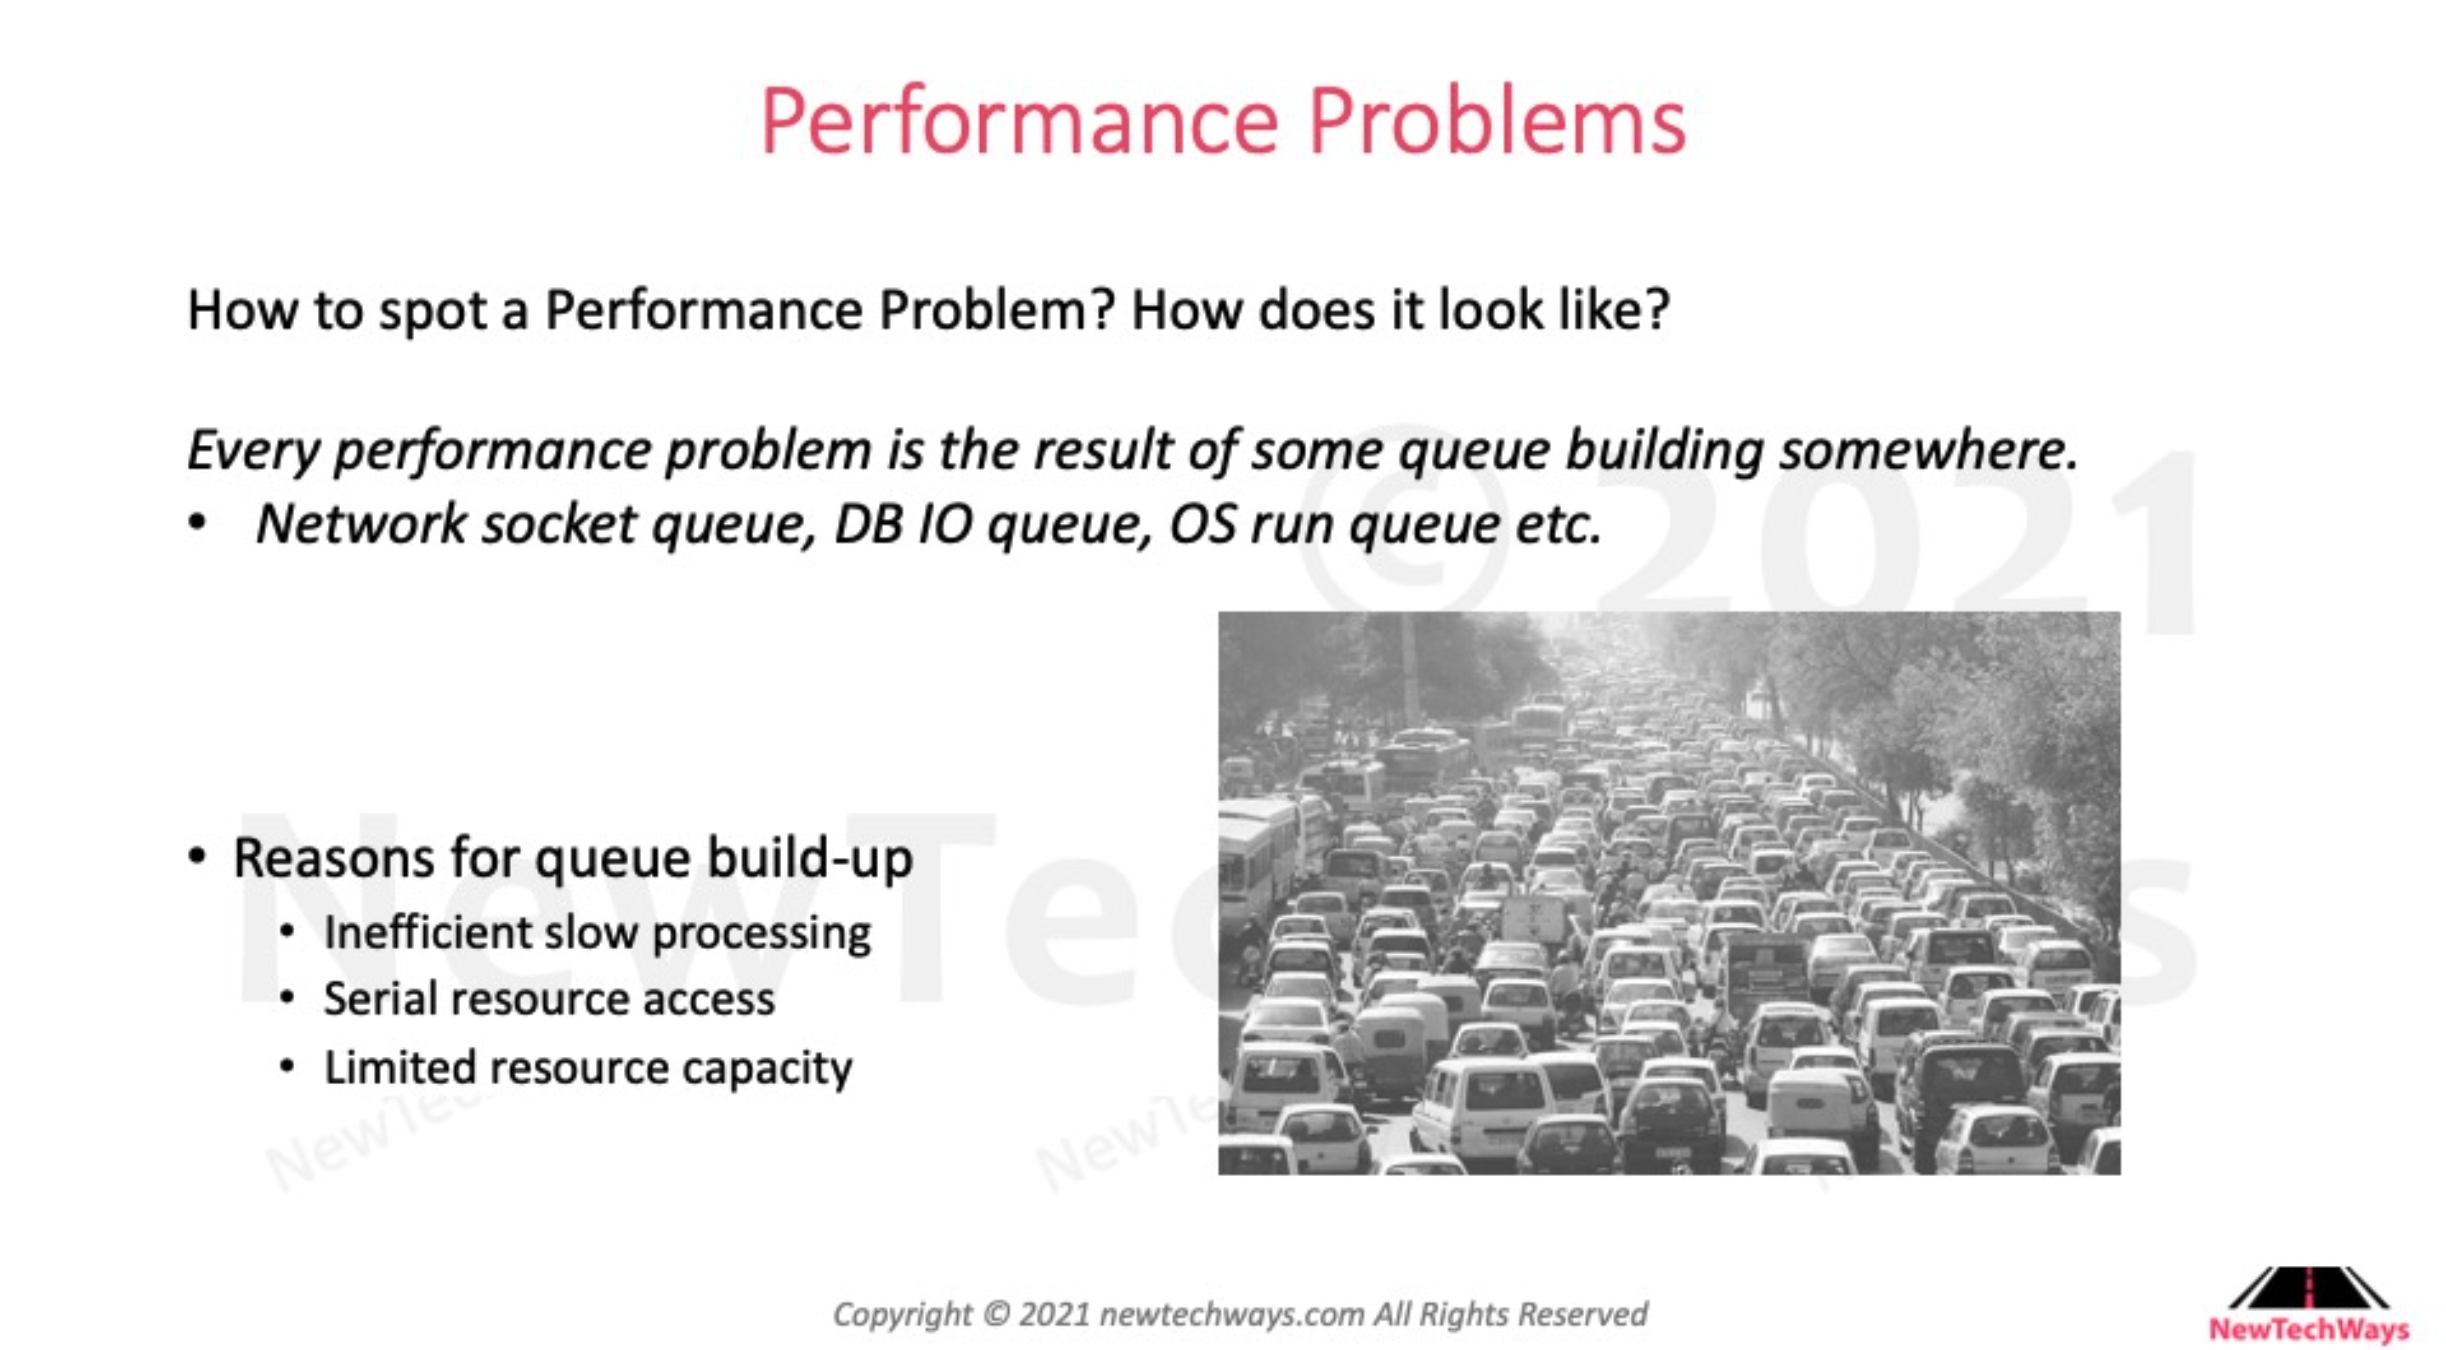 Performance Problems
How to spot a Performance Problem? How does it look like?
Every performance problem is the result of some queue building somewhere.
• Network socket queue, DB IO queue, OS run queue etc.
© 2021
• Reasons for queue build-up
• Inefficient slow processing
• Serial resource access
• Limited resource capacity
Copyright © 2021 newtechways.com All Rights Reserved
NewTechWays